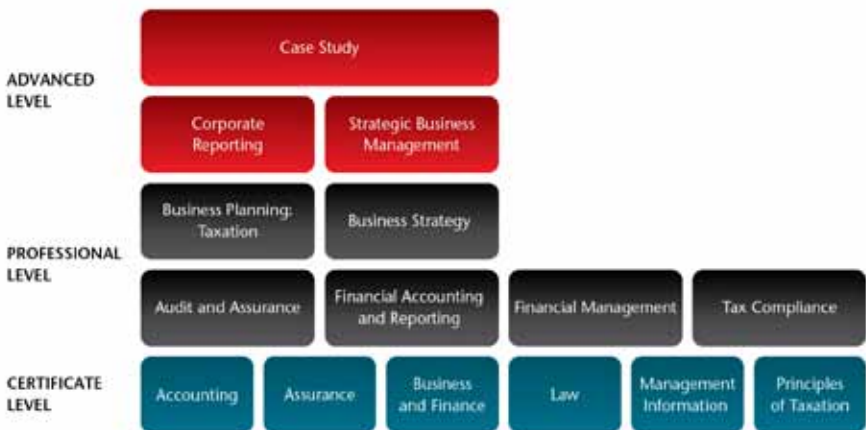 Case Study
ADVANCED
LEVEL
Corporate
Reporting
Strategic Business
Management
Business Planning:
Taxation
Business Strategy
PROFESSIONAL
LEVEL
Audit and Assurance
Financial Accounting
and Reporting
Financial Management
Tax Compliance
CERTIFICATE
LEVEL
Accounting
Assurance
Business
and Finance
Law
Management
Information
Principles
of Taxation